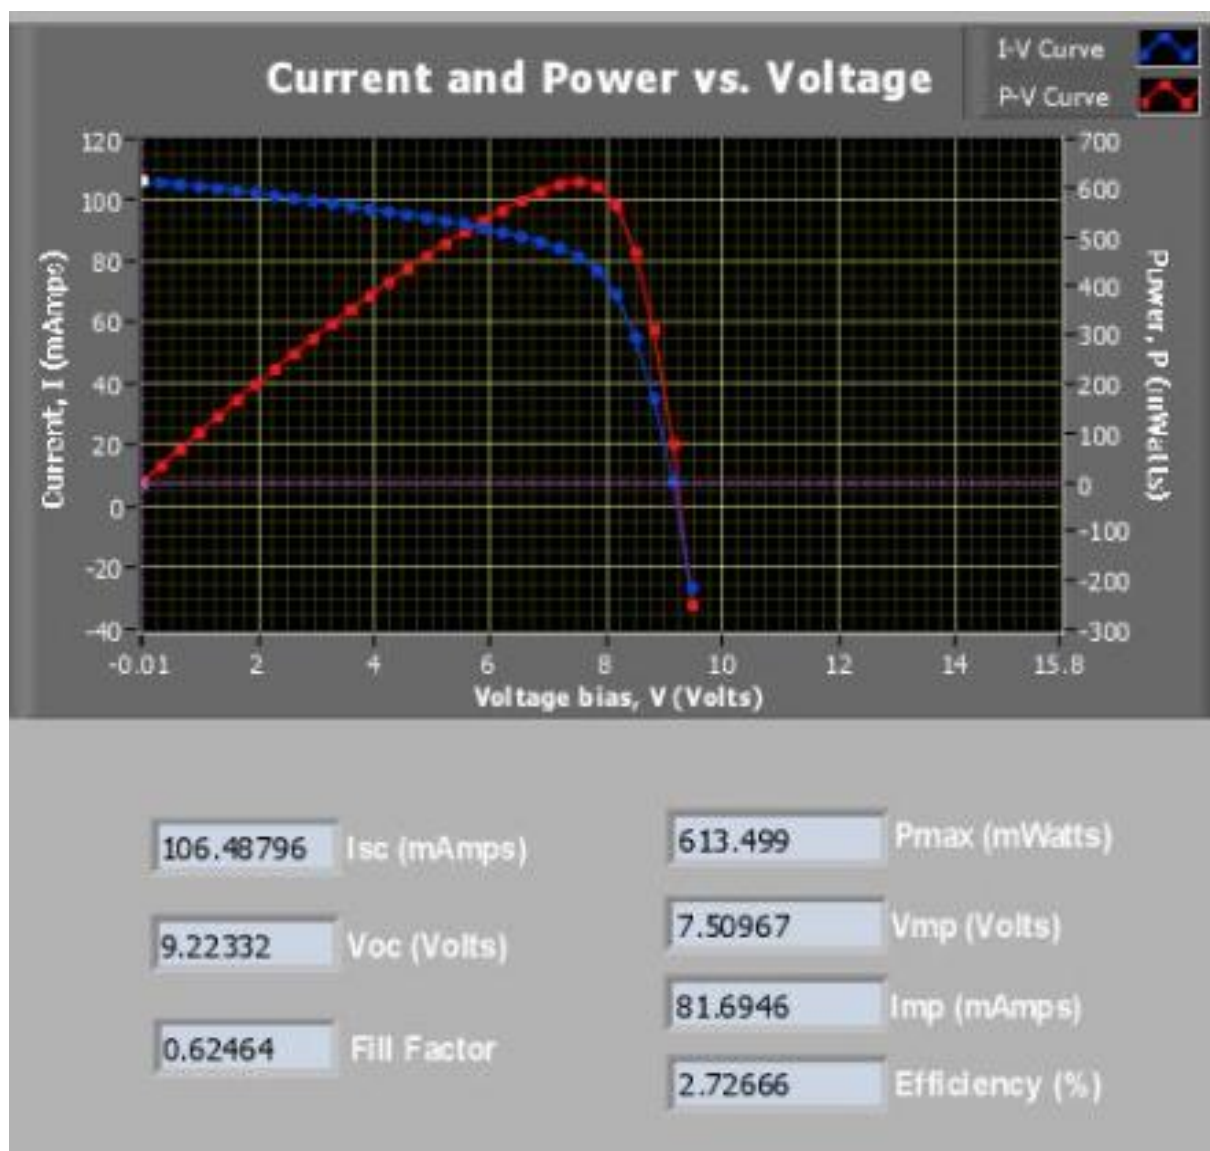 Current and Power vs. Voltage
I-V Curve
P-V Curve
120
100
80
60
40
20
0
-20
-40
Current, I (mAmps)
700
600
500
400
300
200
100
0
-100
-200
-300
Power, P (mWatts)
-0.01 2 4 6 8 10 12 14 15.8
Voltage bias, V (Volts)
106.48796 Isc (mAmps)
9.22332 Voc (Volts)
0.62464 Fill Factor
613.499 Pmax (mWatts)
7.50967 Vmp (Volts)
81.6946 Imp (mAmps)
2.72666 Efficiency (%)